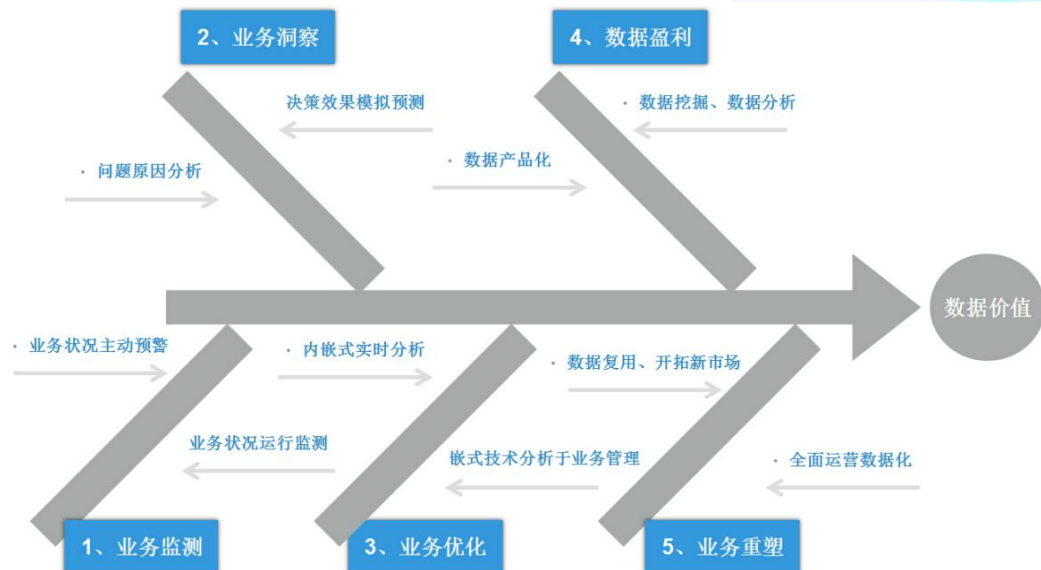 2、业务洞察
4、数据盈利
决策效果模拟预测
· 数据挖掘、数据分析
· 问题原因分析
· 数据产品化
数据价值
· 业务状况主动预警
· 内嵌式实时分析
· 数据复用、开拓新市场
业务状况运行监测
嵌式技术分析于业务管理
· 全面运营数据化
1、业务监测
3、业务优化
5、业务重塑